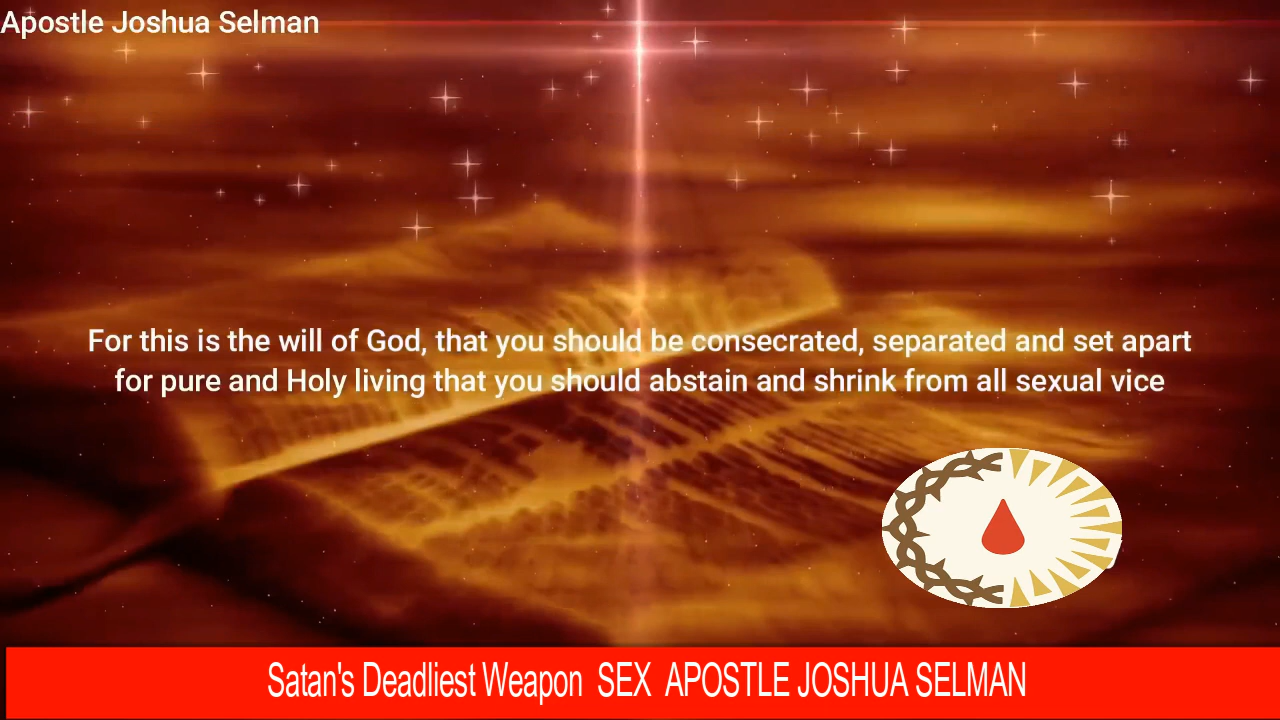 Apostle Joshua Selman
For this is the will of God, that you should be consecrated, separated and set apart
for pure and Holy living that you should abstain and shrink from all sexual vice
Satan's Deadliest Weapon SEX APOSTLE JOSHUA SELMAN